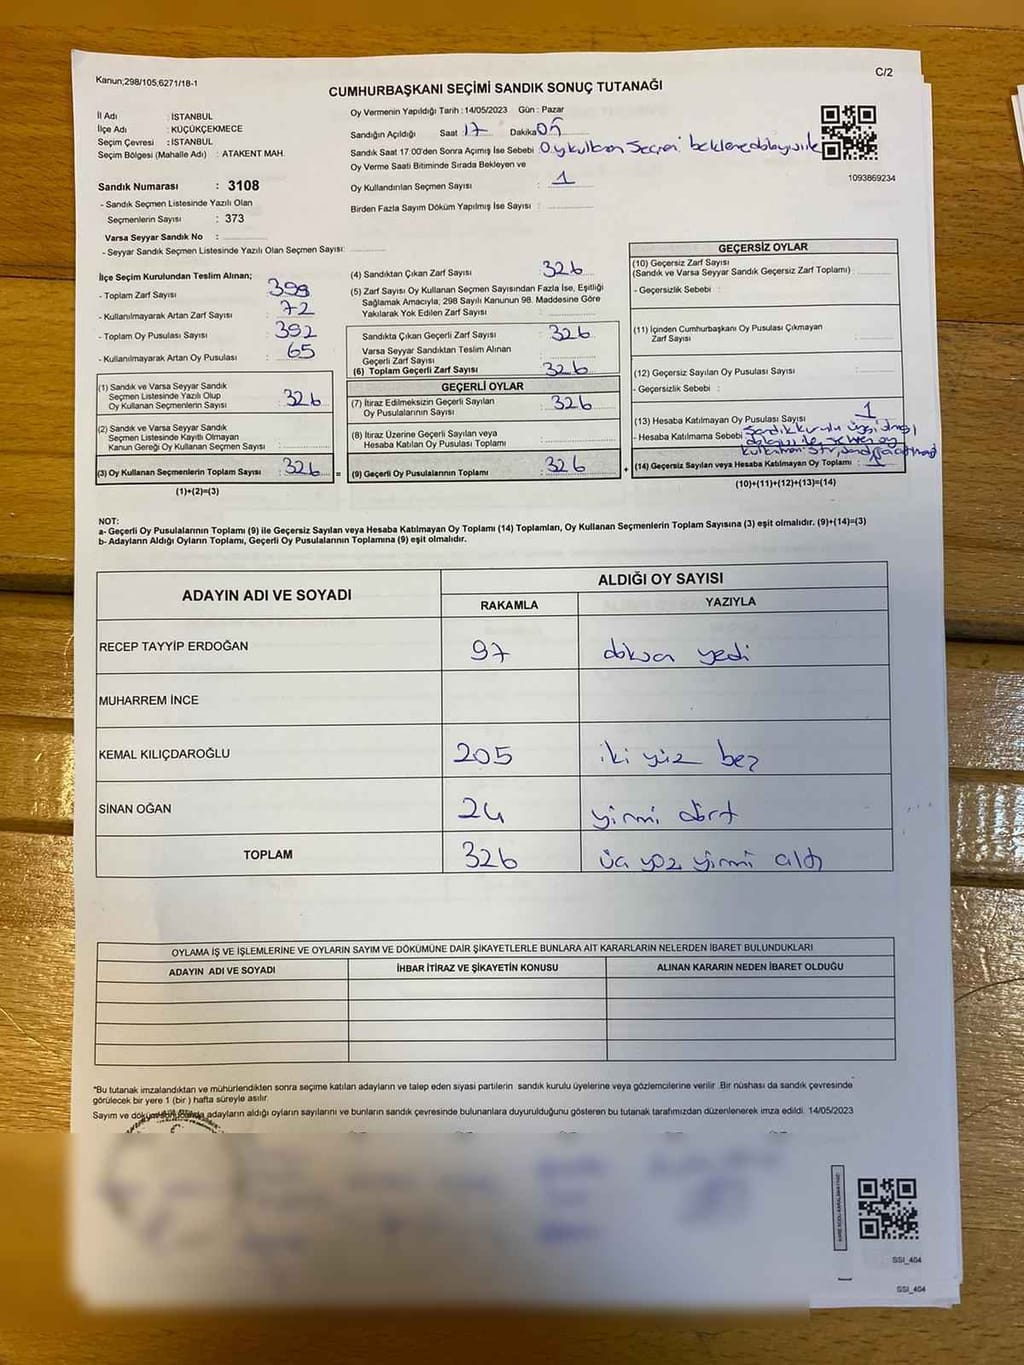 Kanun;298/105,6271/18-1
C/2
CUMHURBAŞKANI SEÇİMİ SANDIK SONUÇ TUTANAĞI
İl Adı : İSTANBUL
İlçe Adı : KÜÇÜKÇEKMECE
Seçim Çevresi : İSTANBUL
Seçim Bölgesi (Mahalle Adı) : ATAKENT MAH.
Sandık Numarası : 3108
- Sandık Seçmen Listesinde Yazılı Olan
Seçmenlerin Sayısı : 373
Varsa Seyyar Sandık No :
- Seyyar Sandık Seçmen Listesinde Yazılı Olan Seçmen Sayısı:
Oy Vermenin Yapıldığı Tarih :14/05/2023 Gün : Pazar
Sandığın Açıldığı Saat 17 Dakika 05
Sandık Saat 17:00'den Sonra Açımış İse Sebebi : Oy kullanan Seçmeni
Oy Verme Saati Bitiminde Sırada Bekleyen ve
Oy Kullandırılan Seçmen Sayısı : 1
Birden Fazla Sayım Döküm Yapılmış İse Sayısı :
1093869234
İlçe Seçim Kurulundan Teslim Alınan;
- Toplam Zarf Sayısı : 398
- Kullanılmayarak Artan Zarf Sayısı : 72
- Toplam Oy Pusulası Sayısı : 392
- Kullanılmayarak Artan Oy Pusulası : 65
(1) Sandık ve Varsa Seyyar Sandık
Seçmen Listesinde Yazılı Olup
Oy Kullanan Seçmenlerin Sayısı : 326
(2) Sandık ve Varsa Seyyar Sandık
Seçmen Listesinde Kayıtlı Olmayan
Kanun Gereği Oy Kullanan Seçmen Sayısı :
(3) Oy Kullanan Seçmenlerin Toplam Sayısı : 326 =
(1)+(2)=(3)
(4) Sandıktan Çıkan Zarf Sayısı : 326
(5) Zarf Sayısı Oy Kullanan Seçmen Sayısından Fazla İse, Eşitliği
Sağlamak Amacıyla, 298 Sayılı Kanunun 98. Maddesine Göre
Yakılarak Yok Edilen Zarf Sayısı :
Sandıkta Çıkan Geçerli Zarf Sayısı : 326
Varsa Seyyar Sandıktan Teslim Alınan
Geçerli Zarf Sayısı :
(6) Toplam Geçerli Zarf Sayısı : 326
GEÇERLİ OYLAR
(7) İtiraz Edilmeksizin Geçerli Sayılan
Oy Pusulalarının Sayısı : 326
(8) İtiraz Üzerine Geçerli Sayılan veya
Hesaba Katılan Oy Pusulası Toplamı :
(9) Geçerli Oy Pusulalarının Toplamı : 326 +
GEÇERSİZ OYLAR
(10) Geçersiz Zarf Sayısı
(Sandık ve Varsa Seyyar Sandık Geçersiz Zarf Toplamı) :
- Geçersizlik Sebebi :
(11) İçinden Cumhurbaşkanı Oy Pusulası Çıkmayan
Zarf Sayısı :
(12) Geçersiz Sayılan Oy Pusulası Sayısı :
- Geçersizlik Sebebi :
(13) Hesaba Katılmayan Oy Pusulası Sayısı : 1
- Hesaba Katılmama Sebebi : Sandık kurulu
(14) Geçersiz Sayılan veya Hesaba Katılmayan Oy Toplamı : 1
(10)+(11)+(12)+(13)=(14)
NOT:
a- Geçerli Oy Pusulalarının Toplamı (9) ile Geçersiz Sayılan veya Hesaba Katılmayan Oy Toplamı (14) Toplamları, Oy Kullanan Seçmenlerin Toplam Sayısına (3) eşit olmalıdır. (9)+(14)=(3)
b- Adayların Aldığı Oyların Toplamı, Geçerli Oy Pusulalarının Toplamına (9) eşit olmalıdır.
ADAYIN ADI VE SOYADI ALDIĞI OY SAYISI
RAKAMLA YAZIYLA
RECEP TAYYİP ERDOĞAN 97 doksan yedi
MUHARREM İNCE
KEMAL KILIÇDAROĞLU 205 iki yüz beş
SİNAN OĞAN 24 yirmi dört
TOPLAM 326 üç yüz yirmi altı
OYLAMA İŞ VE İŞLEMLERİNE VE OYLARIN SAYIM VE DÖKÜMÜNE DAİR ŞİKAYETLERLE BUNLARA AİT KARARLARIN NELERDEN İBARET BULUNDUKLARI
ADAYIN ADI VE SOYADI İHBAR İTİRAZ VE ŞİKAYETİN KONUSU ALINAN KARARIN NEDEN İBARET OLDUĞU
*Bu tutanak imzalandıktan ve mühürlendikten sonra seçime katılan adayların ve talep eden siyasi partilerin sandık kurulu üyelerine veya gözlemcilerine verilir .Bir nüshası da sandık çevresinde
görülecek bir yere 1 (bir ) hafta süreyle asılır.
Sayım ve döküm adayların aldığı oyların sayılarını ve bunların sandık çevresinde bulunanlara duyurulduğunu gösteren bu tutanak tarafımızdan düzenlenerek imza edildi. 14/05/2023
SSI_404
SSI_404